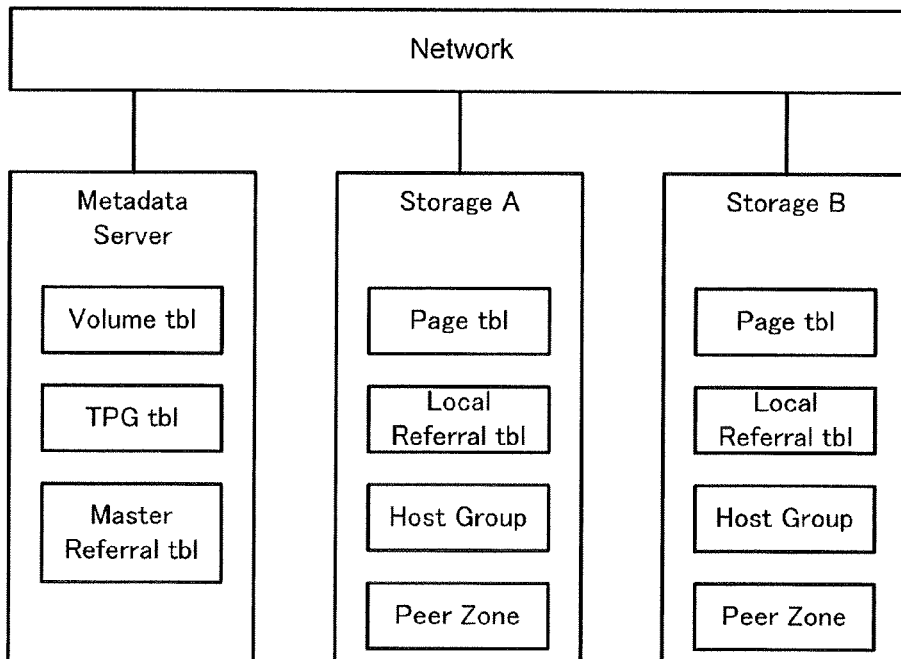 Network
Metadata
Server
Volume tbl
TPG tbl
Master
Referral tbl
Storage A
Page tbl
Local
Referral tbl
Host Group
Peer Zone
Storage B
Page tbl
Local
Referral tbl
Host Group
Peer Zone